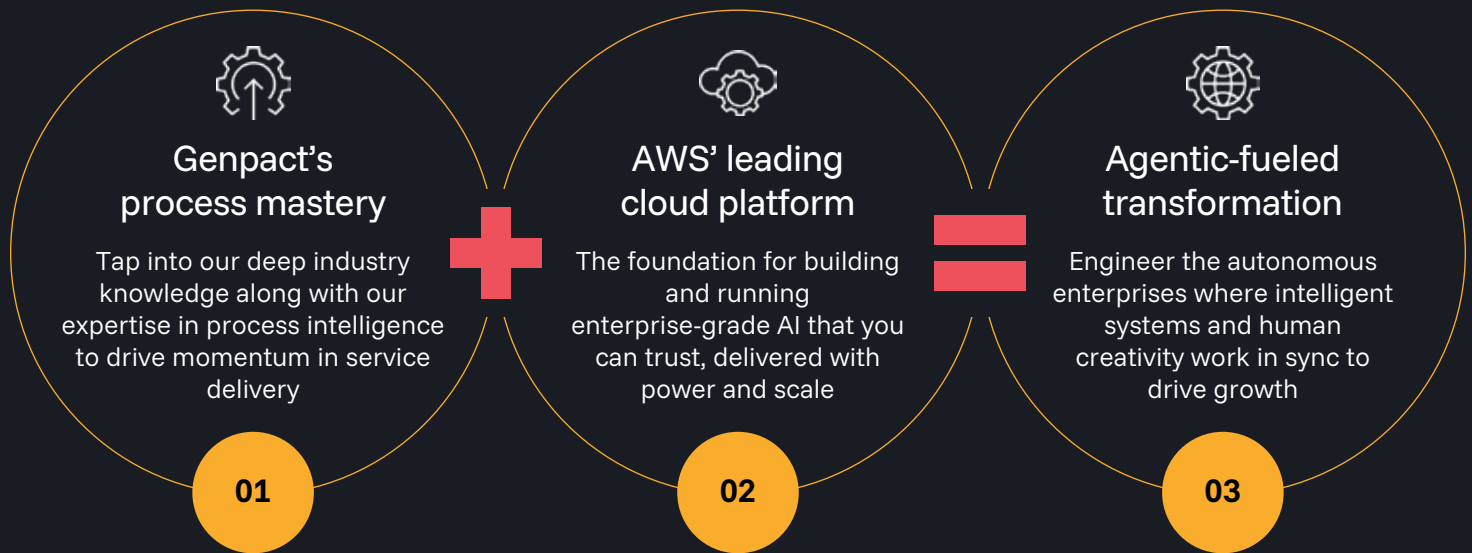 Genpact’s
process mastery
Tap into our deep industry
knowledge along with our
expertise in process intelligence
to drive momentum in service
delivery
01
AWS’ leading
cloud platform
The foundation for building
and running
enterprise-grade AI that you
can trust, delivered with
power and scale
02
Agentic-fueled
transformation
Engineer the autonomous
enterprises where intelligent
systems and human
creativity work in sync to
drive growth
03